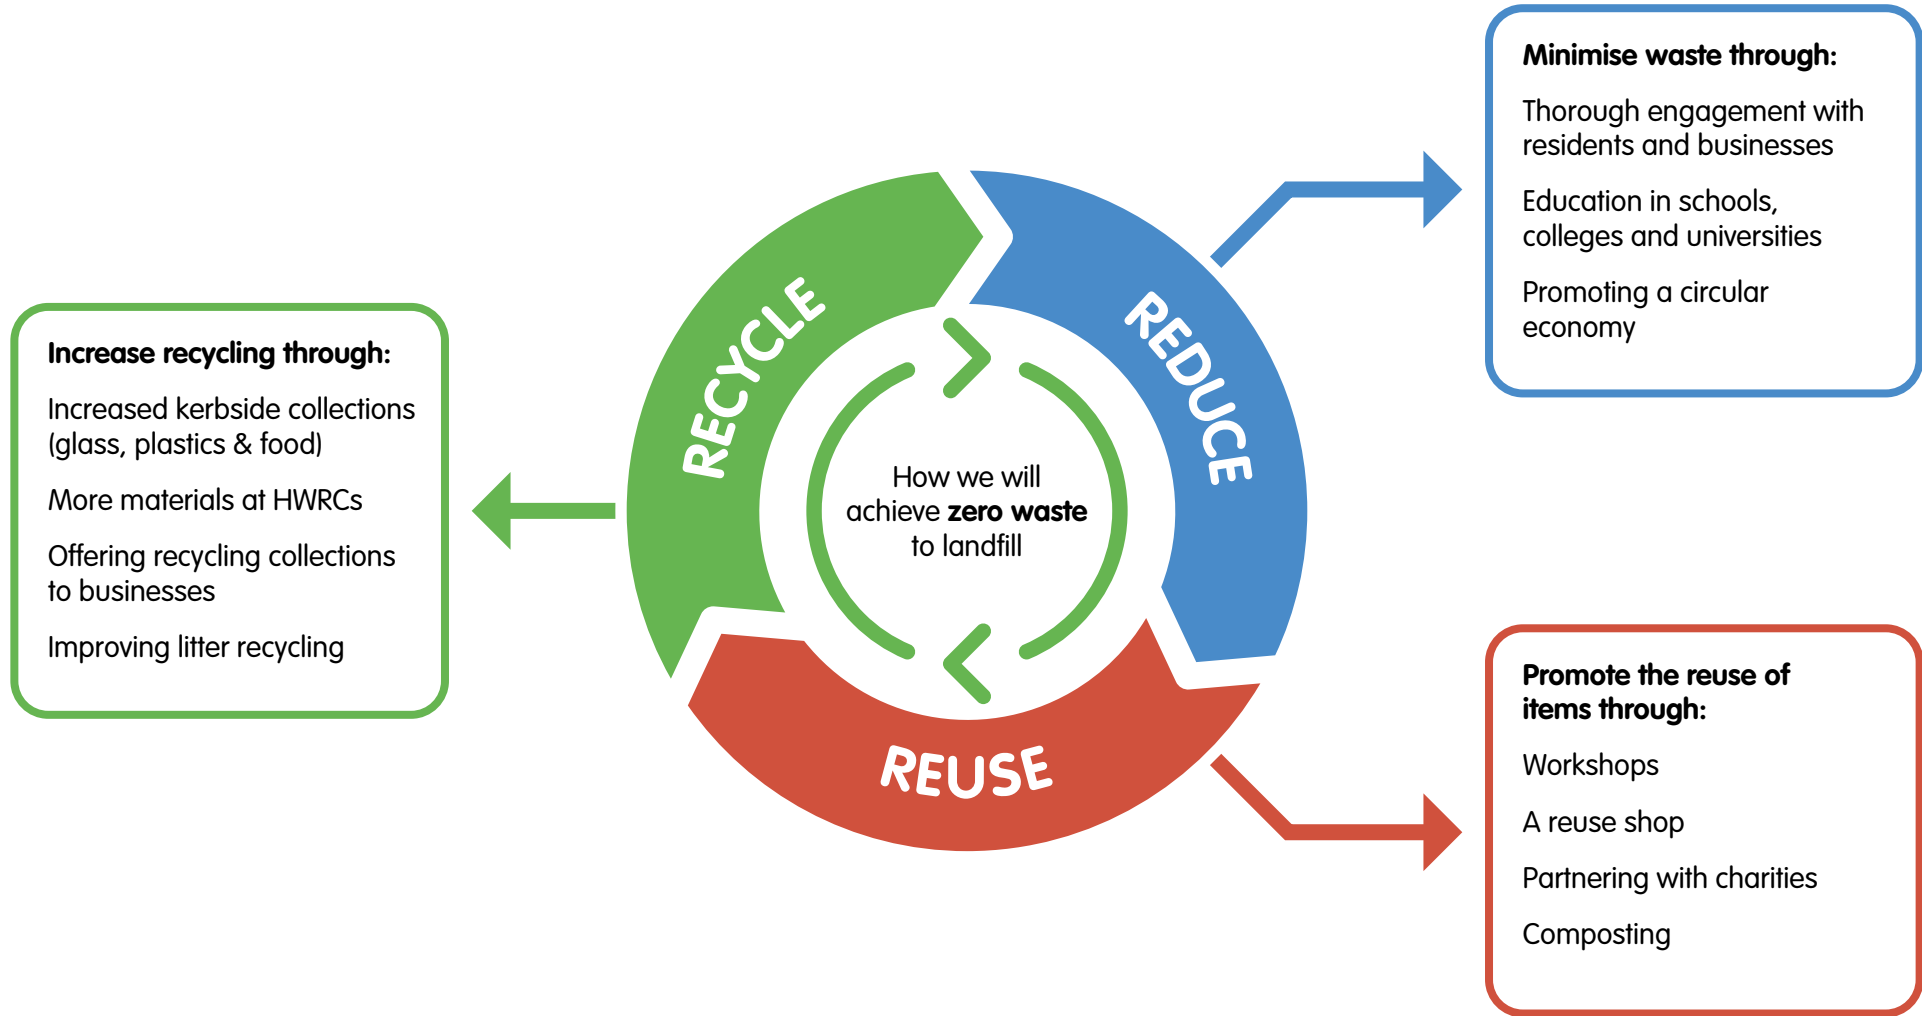 Minimise waste through:
Thorough engagement with
residents and businesses
Education in schools,
colleges and universities
Promoting a circular
economy
RECYCLE
REDUCE
REUSE
How we will
achieve zero waste
to landfill
Increase recycling through:
Increased kerbside collections
(glass, plastics & food)
More materials at HWRCs
Offering recycling collections
to businesses
Improving litter recycling
Promote the reuse of
items through:
Workshops
A reuse shop
Partnering with charities
Composting